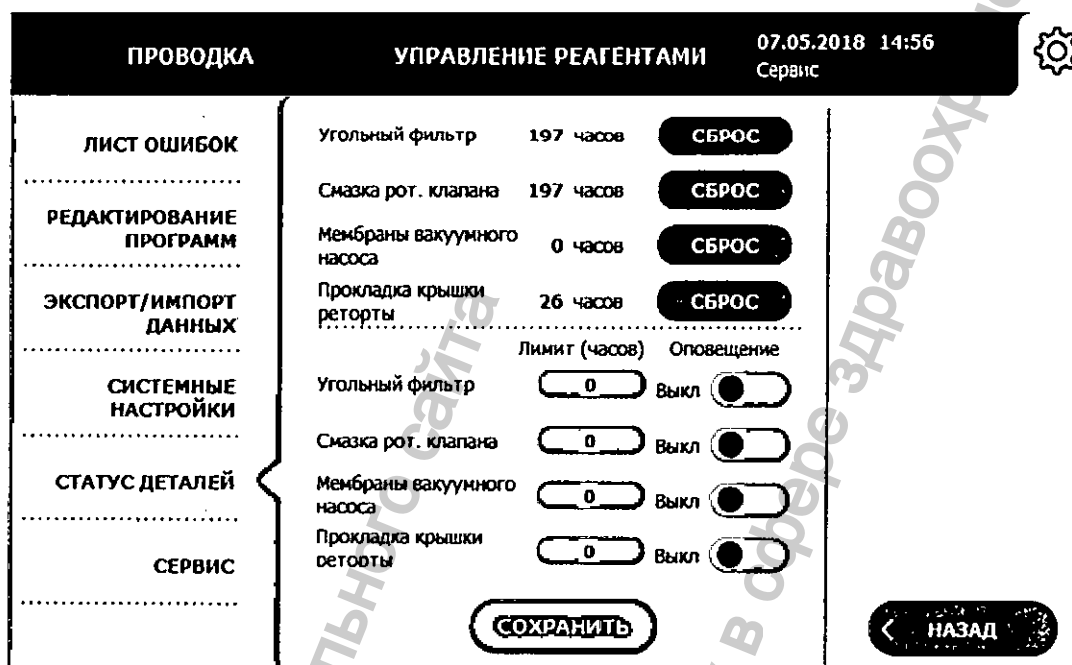 ПРОВОДКА
УПРАВЛЕНИЕ РЕАГЕНТАМИ
07.05.2018 14:56
Сервис
ЛИСТ ОШИБОК
РЕДАКТИРОВАНИЕ
ПРОГРАММ
ЭКСПОРТ/ИМПОРТ
ДАННЫХ
СИСТЕМНЫЕ
НАСТРОЙКИ
СТАТУС ДЕТАЛЕЙ
СЕРВИС
Угольный фильтр 197 часов СБРОС
Смазка рот. клапана 197 часов СБРОС
Мембраны вакуумного
насоса 0 часов СБРОС
Прокладка крышки
реторты 26 часов СБРОС
Лимит (часов) Оповещение
Угольный фильтр 0 Выкл
Смазка рот. клапана 0 Выкл
Мембраны вакуумного
насоса 0 Выкл
Прокладка крышки
реторты 0 Выкл
СОХРАНИТЬ
НАЗАД
сайта
в сфере